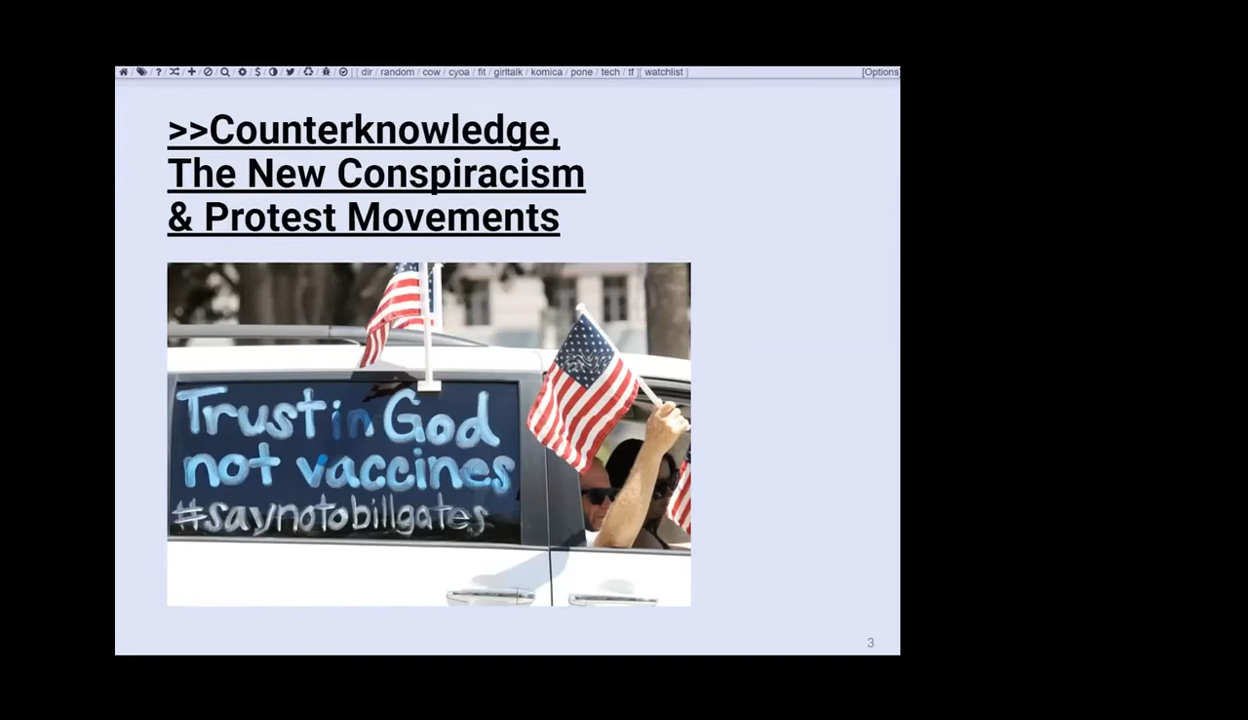 [ dir / random / cow / cyoa / fit / girltalk / komica / pone / tech / tf ][ watchlist ]
[Options
>>Counterknowledge,
The New Conspiracism
& Protest Movements
Trust in God
not vaccines
#saynotobillgates
3